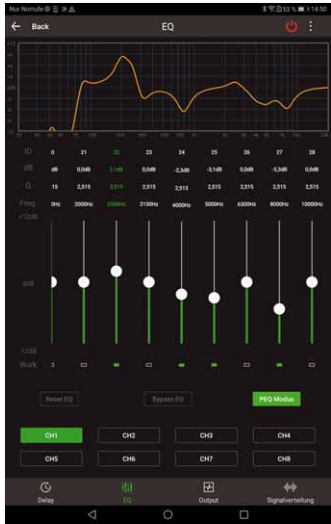 Nur Notrufe
53 % 14:50
Back EQ
ID 0 21 22 23 24 25 26 27 28
dB dB 0,0dB 2,1dB 0,0dB -2,3dB -3,1dB 0,0dB -5,3dB 0,0dB
Q 15 2,515 2,515 2,515 2,515 2,515 2,515 2,515 2,515
Freq. 0Hz 2000Hz 2500Hz 3150Hz 4000Hz 5000Hz 6300Hz 8000Hz 10000Hz
+12dB
0dB
-12dB
Work
Reset EQ Bypass EQ PEQ Modus
CH1 CH2 CH3 CH4
CH5 CH6 CH7 CH8
Delay EQ Output Signalverteilung